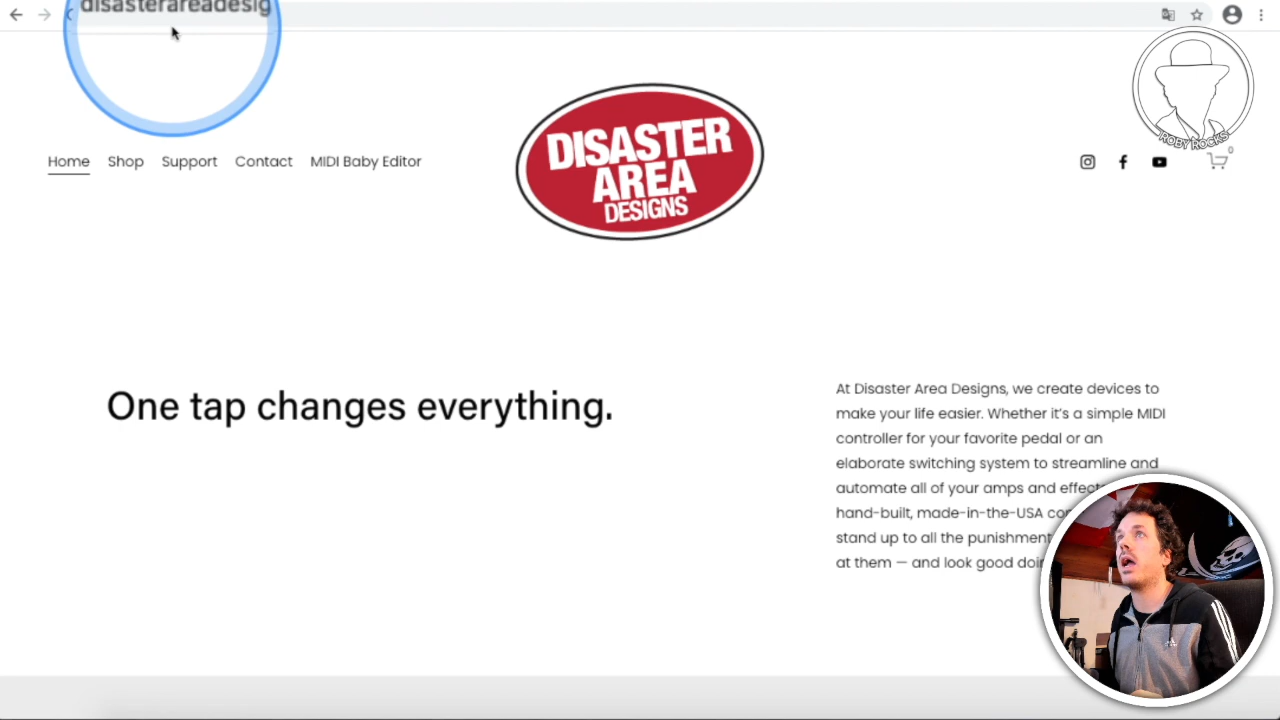 disasterareadesig
ROBY ROCKS
Home Shop Support Contact MIDI Baby Editor
DISASTER
AREA
DESIGNS
0
One tap changes everything.
At Disaster Area Designs, we create devices to
make your life easier. Whether it's a simple MIDI
controller for your favorite pedal or an
elaborate switching system to streamline and
automate all of your amps and effects
hand-built, made-in-the-USA
stand up to all the punishment
at them — and look good